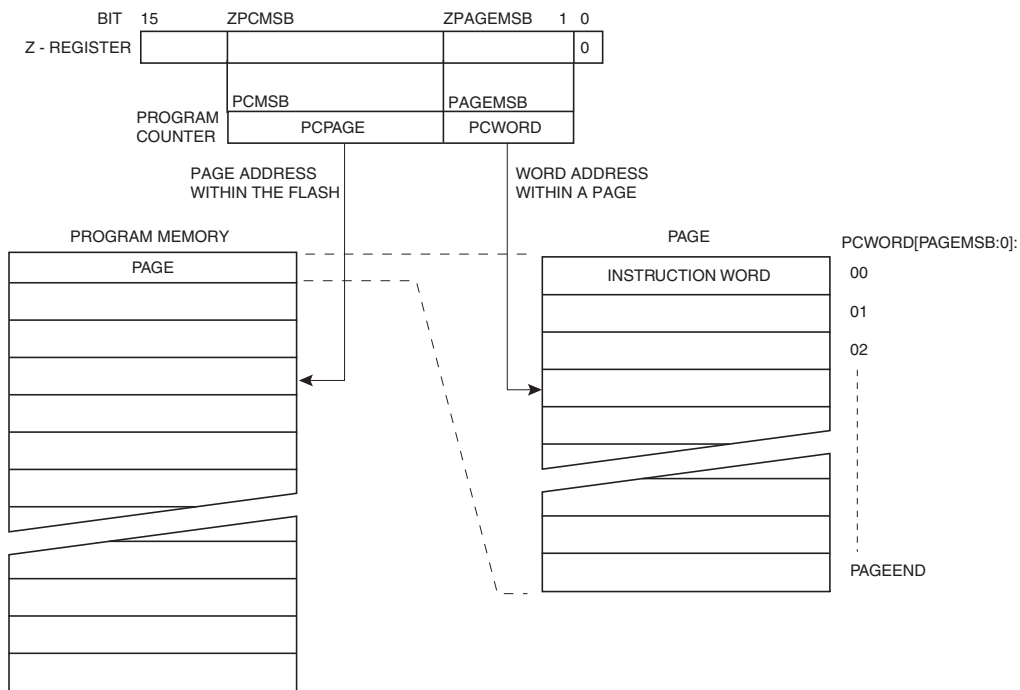 BIT 15 ZPCMSB ZPAGEMSB 1 0
Z - REGISTER 0
PCMSB PAGEMSB
PROGRAM
COUNTER
PCPAGE PCWORD
PAGE ADDRESS
WITHIN THE FLASH
WORD ADDRESS
WITHIN A PAGE
PROGRAM MEMORY
PAGE
PAGE
INSTRUCTION WORD
PCWORD[PAGEMSB:0]:
00
01
02
PAGEEND